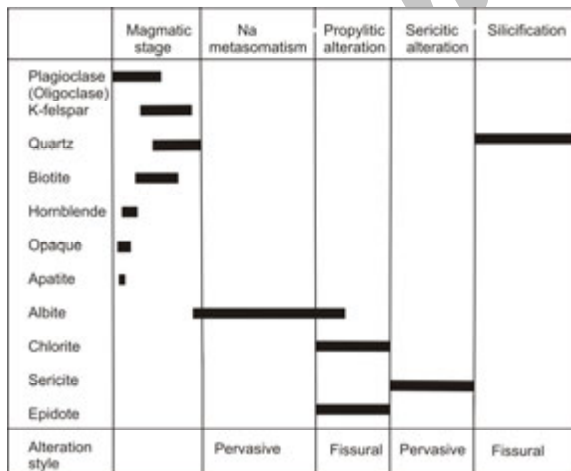 Magmatic stage
Na metasomatism
Propylitic alteration
Sericitic alteration
Silicification
Plagioclase
(Oligoclase)
K-felspar
Quartz
Biotite
Hornblende
Opaque
Apatite
Albite
Chlorite
Sericite
Epidote
Alteration style
Pervasive
Fissural
Pervasive
Fissural